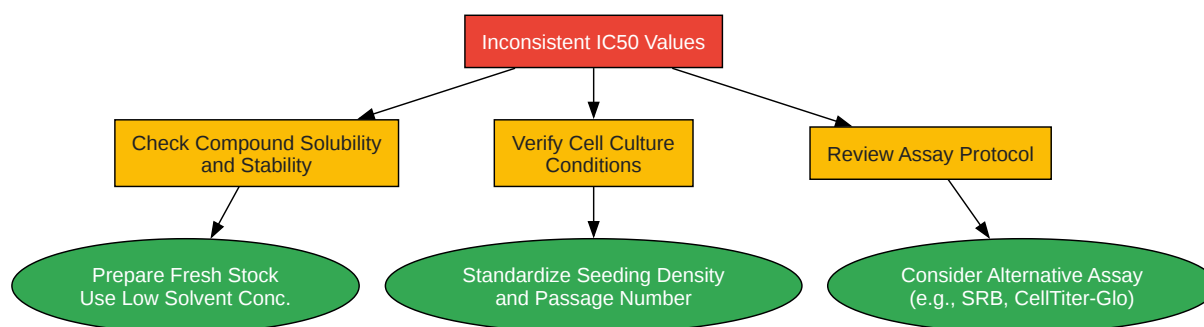 Inconsistent IC50 Values
Check Compound Solubility
and Stability
Verify Cell Culture
Conditions
Review Assay Protocol
Prepare Fresh Stock
Use Low Solvent Conc.
Standardize Seeding Density
and Passage Number
Consider Alternative Assay
(e.g., SRB, CellTiter-Glo)